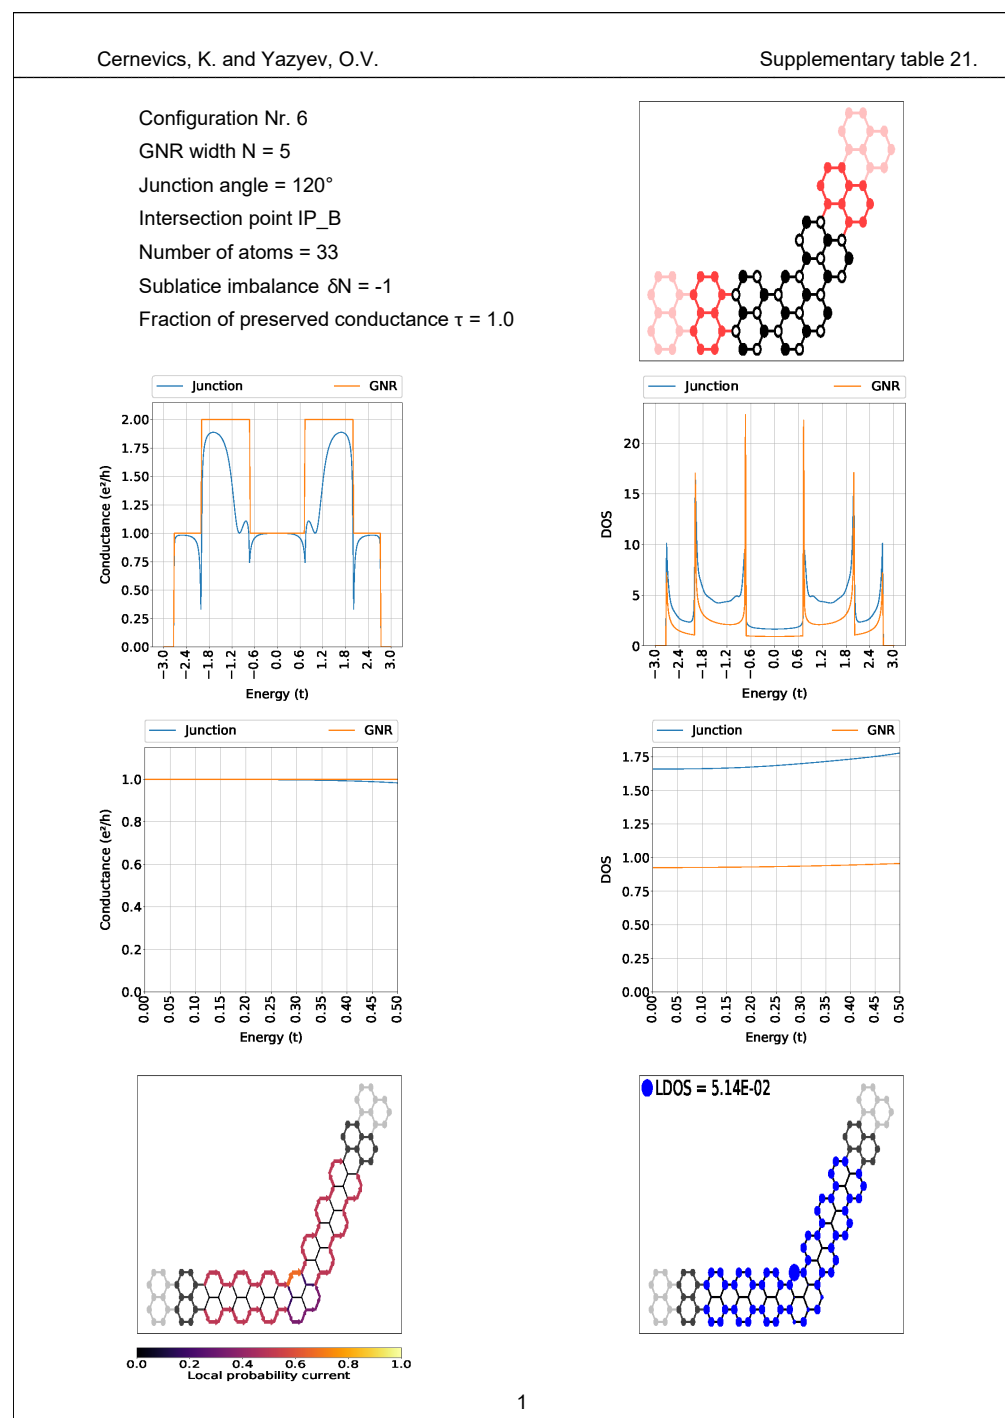 Cernevics, K. and Yazyev, O.V.
Supplementary table 21.
Configuration Nr. 6
GNR width N = 5
Junction angle = 120°
Intersection point IP_B
Number of atoms = 33
Sublatice imbalance δN = -1
Fraction of preserved conductance τ = 1.0
Junction GNR
2.00
1.75
1.50
1.25
1.00
0.75
0.50
0.25
0.00
Conductance (e²/h)
−3.0 −2.4 −1.8 −1.2 −0.6 0.0 0.6 1.2 1.8 2.4 3.0
Energy (t)
Junction GNR
20
15
10
5
0
DOS
−3.0 −2.4 −1.8 −1.2 −0.6 0.0 0.6 1.2 1.8 2.4 3.0
Energy (t)
Junction GNR
1.0
0.8
0.6
0.4
0.2
0.0
Conductance (e²/h)
0.00 0.05 0.10 0.15 0.20 0.25 0.30 0.35 0.40 0.45 0.50
Energy (t)
Junction GNR
1.75
1.50
1.25
1.00
0.75
0.50
0.25
0.00
DOS
0.00 0.05 0.10 0.15 0.20 0.25 0.30 0.35 0.40 0.45 0.50
Energy (t)
LDOS = 5.14E-02
0.0 0.2 0.4 0.6 0.8 1.0
Local probability current
1